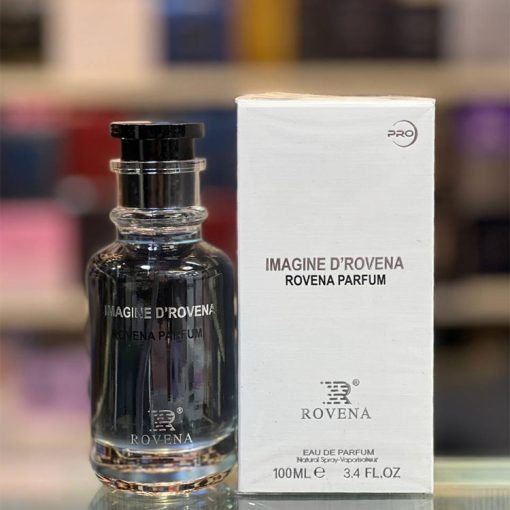 PRO
IMAGINE D'ROVENA
ROVENA PARFUM
R®
ROVENA
EAU DE PARFUM
Natural Spray-Vaporisateur
100ML ℮ 3.4 FL.OZ
IMAGINE D'ROVENA
ROVENA PARFUM
R®
ROVENA